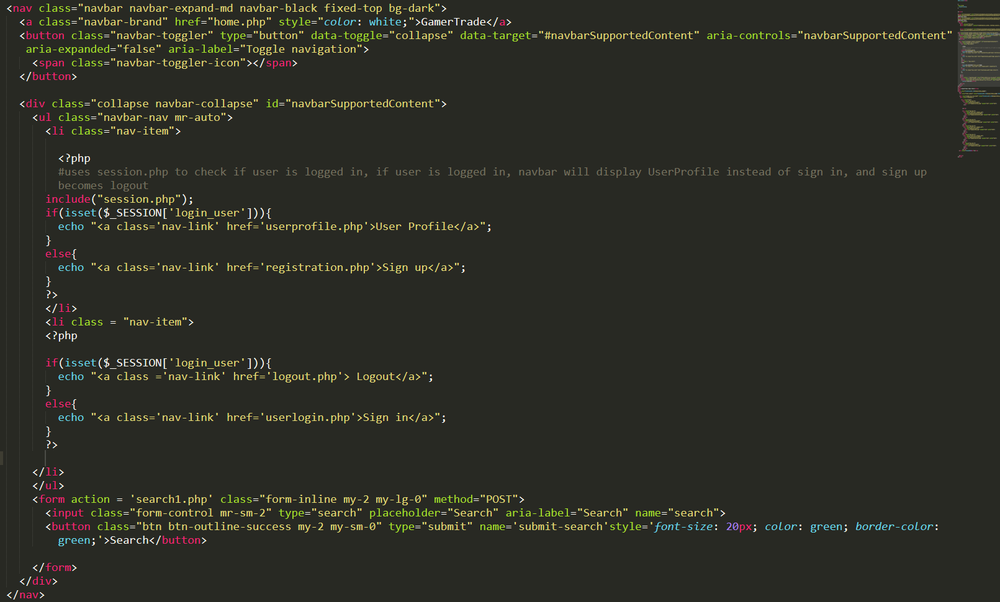 <nav class="navbar navbar-expand-md navbar-black fixed-top bg-dark">
<a class="navbar-brand" href="home.php" style="color: white;">GamerTrade</a>
<button class="navbar-toggler" type="button" data-toggle="collapse" data-target="#navbarSupportedContent" aria-controls="navbarSupportedContent"
aria-expanded="false" aria-label="Toggle navigation">
<span class="navbar-toggler-icon"></span>
</button>
<div class="collapse navbar-collapse" id="navbarSupportedContent">
<ul class="navbar-nav mr-auto">
<li class="nav-item">
<?php
#uses session.php to check if user is logged in, if user is logged in, navbar will display UserProfile instead of sign in, and sign up
becomes logout
include("session.php");
if(isset($_SESSION['login_user'])){
echo "<a class='nav-link' href='userprofile.php'>User Profile</a>";
}
else{
echo "<a class='nav-link' href='registration.php'>Sign up</a>";
}
?>
</li>
<li class = "nav-item">
<?php
if(isset($_SESSION['login_user'])){
echo "<a class ='nav-link' href='logout.php'> Logout</a>";
}
else{
echo "<a class='nav-link' href='userlogin.php'>Sign in</a>";
}
?>
</li>
</ul>
<form action = 'search1.php' class="form-inline my-2 my-lg-0" method="POST">
<input class="form-control mr-sm-2" type="search" placeholder="Search" aria-label="Search" name="search">
<button class="btn btn-outline-success my-2 my-sm-0" type="submit" name='submit-search'style='font-size: 20px; color: green; border-color:
green;'>Search</button>
</form>
</div>
</nav>